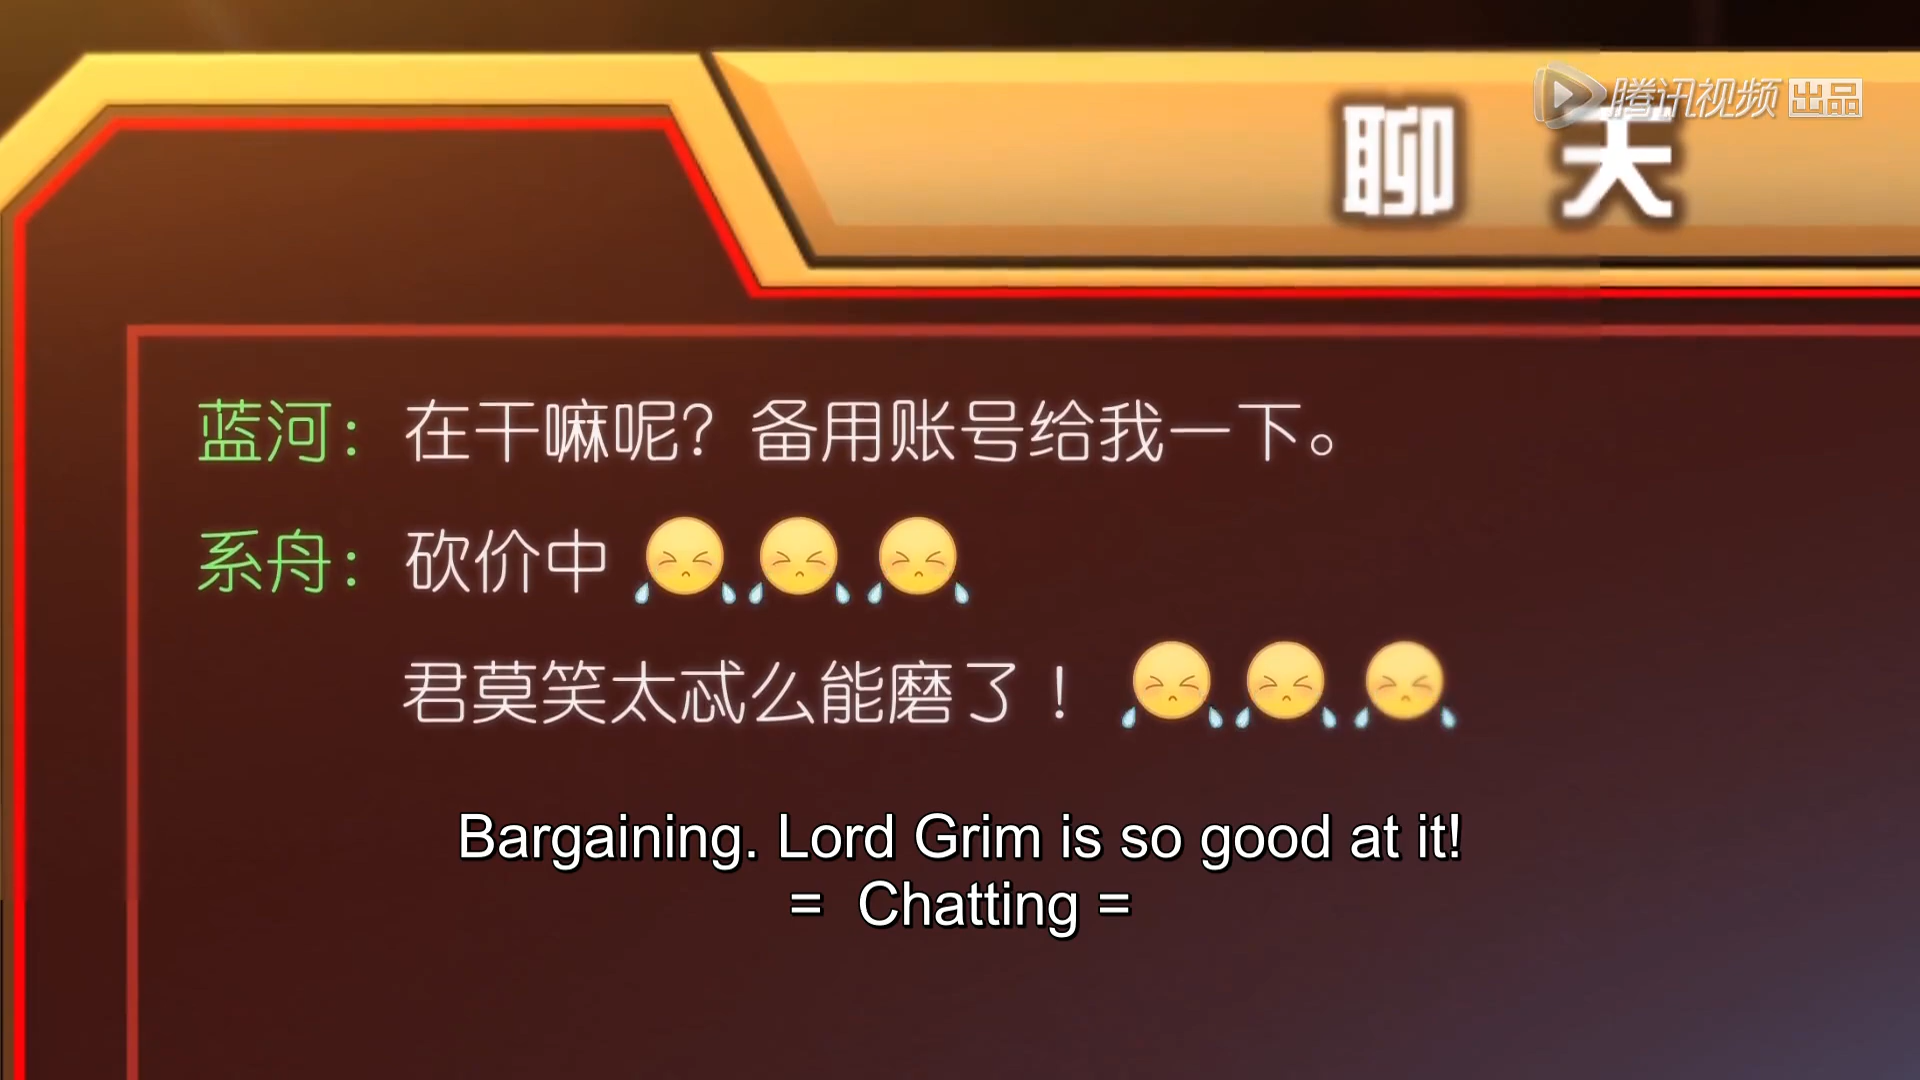 腾讯视频 出品
聊天
蓝河：在干嘛呢？备用账号给我一下。
系舟：砍价中
君莫笑太忒么能磨了！
Bargaining. Lord Grim is so good at it!
= Chatting =